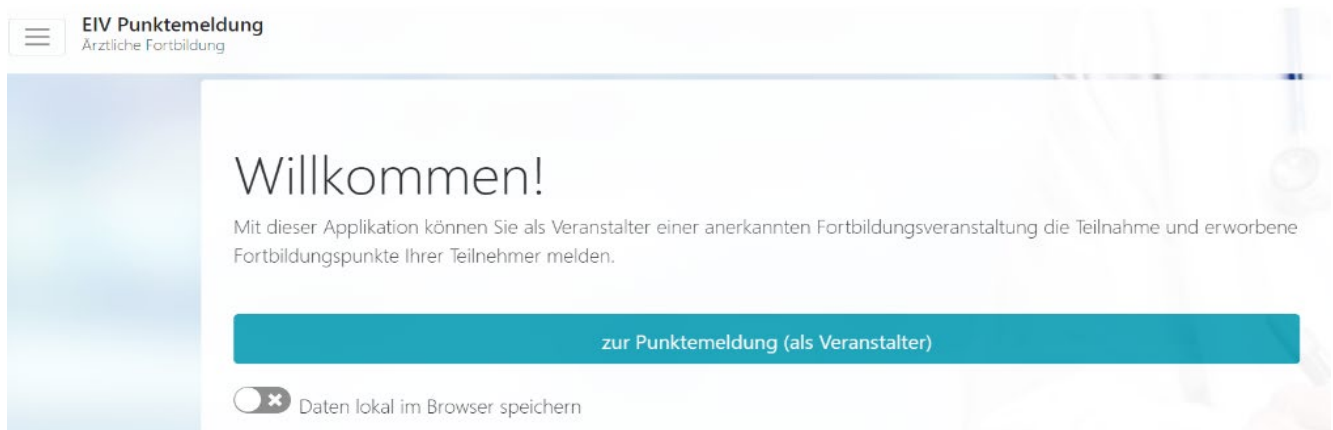 EIV Punktemeldung
Ärztliche Fortbildung
Willkommen!
Mit dieser Applikation können Sie als Veranstalter einer anerkannten Fortbildungsveranstaltung die Teilnahme und erworbene
Fortbildungspunkte Ihrer Teilnehmer melden.
zur Punktemeldung (als Veranstalter)
Daten lokal im Browser speichern